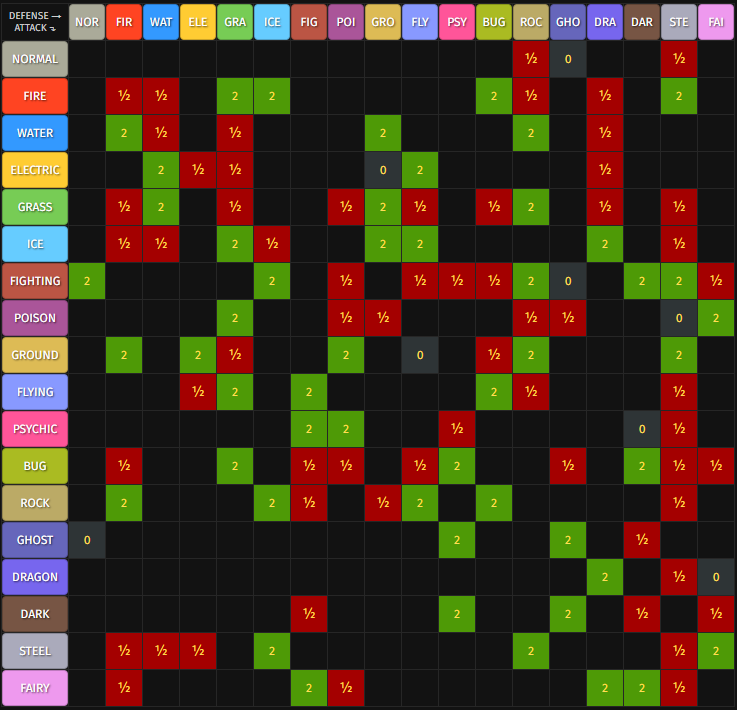 DEFENSE → NOR FIR WAT ELE GRA ICE FIG POI GRO FLY PSY BUG ROC GHO DRA DAR STE FAI
ATTACK ⤵
NORMAL ½ 0 ½
FIRE ½ ½ 2 2 2 ½ ½ 2
WATER 2 ½ ½ 2 2 ½
ELECTRIC 2 ½ ½ 0 2 ½
GRASS ½ 2 ½ ½ 2 ½ ½ 2 ½ ½
ICE ½ ½ 2 ½ 2 2 2 ½
FIGHTING 2 2 ½ ½ ½ ½ 2 0 2 2 ½
POISON 2 ½ ½ ½ ½ 0 2
GROUND 2 2 ½ 2 0 ½ 2 2
FLYING ½ 2 2 2 ½ ½
PSYCHIC 2 2 ½ 0 ½
BUG ½ 2 ½ ½ ½ 2 ½ 2 ½ ½
ROCK 2 2 ½ ½ 2 2 ½
GHOST 0 2 2 ½
DRAGON 2 ½ 0
DARK ½ 2 2 ½ ½
STEEL ½ ½ ½ 2 2 ½ 2
FAIRY ½ 2 ½ 2 2 ½